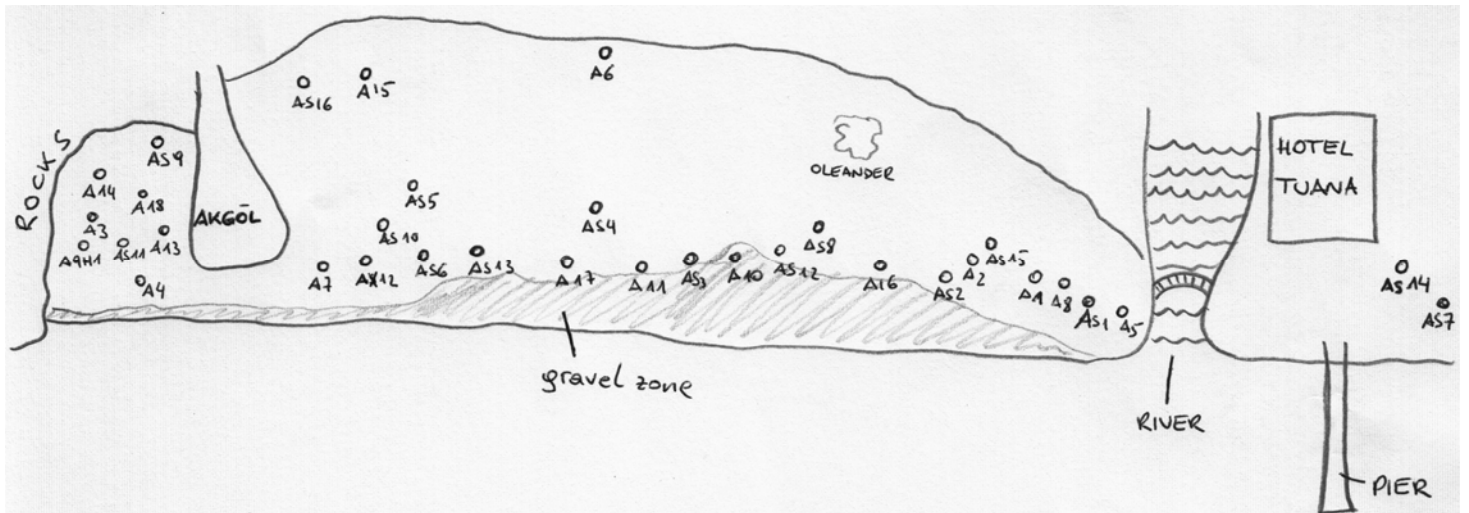 A6
AS16
A15
ROCKS
AS9
A14
A18
AKGÖL
AS5
OLEANDER
HOTEL
TUANA
A3
A13
AS10
AS4
AS8
A9H1
AS11
A4
A7
AS6
AS13
A17
A11
AS3
A10
AS12
A16
AS2
A2
AS15
A1
A8
AS1
A5
AS14
AS7
gravel zone
RIVER
PIER